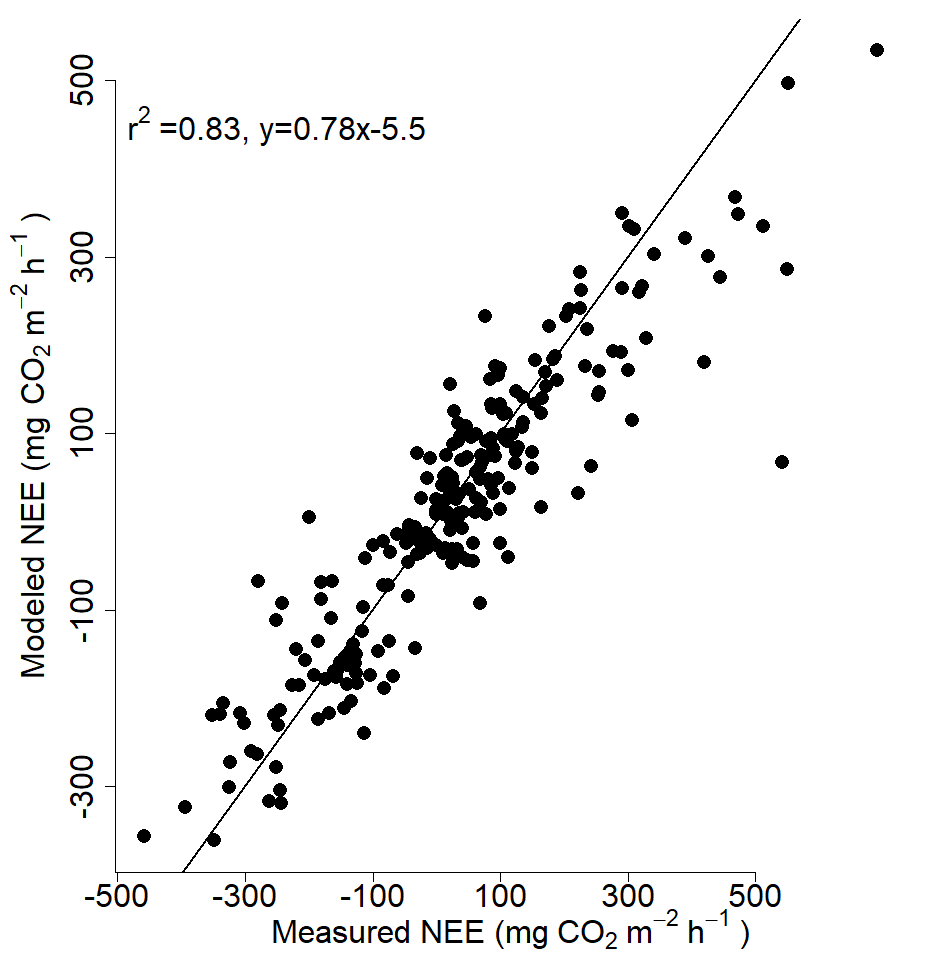 500
r² =0.83, y=0.78x-5.5
300
100
-100
-300
Modeled NEE (mg CO₂ m⁻² h⁻¹ )
-500 -300 -100 100 300 500
Measured NEE (mg CO₂ m⁻² h⁻¹ )